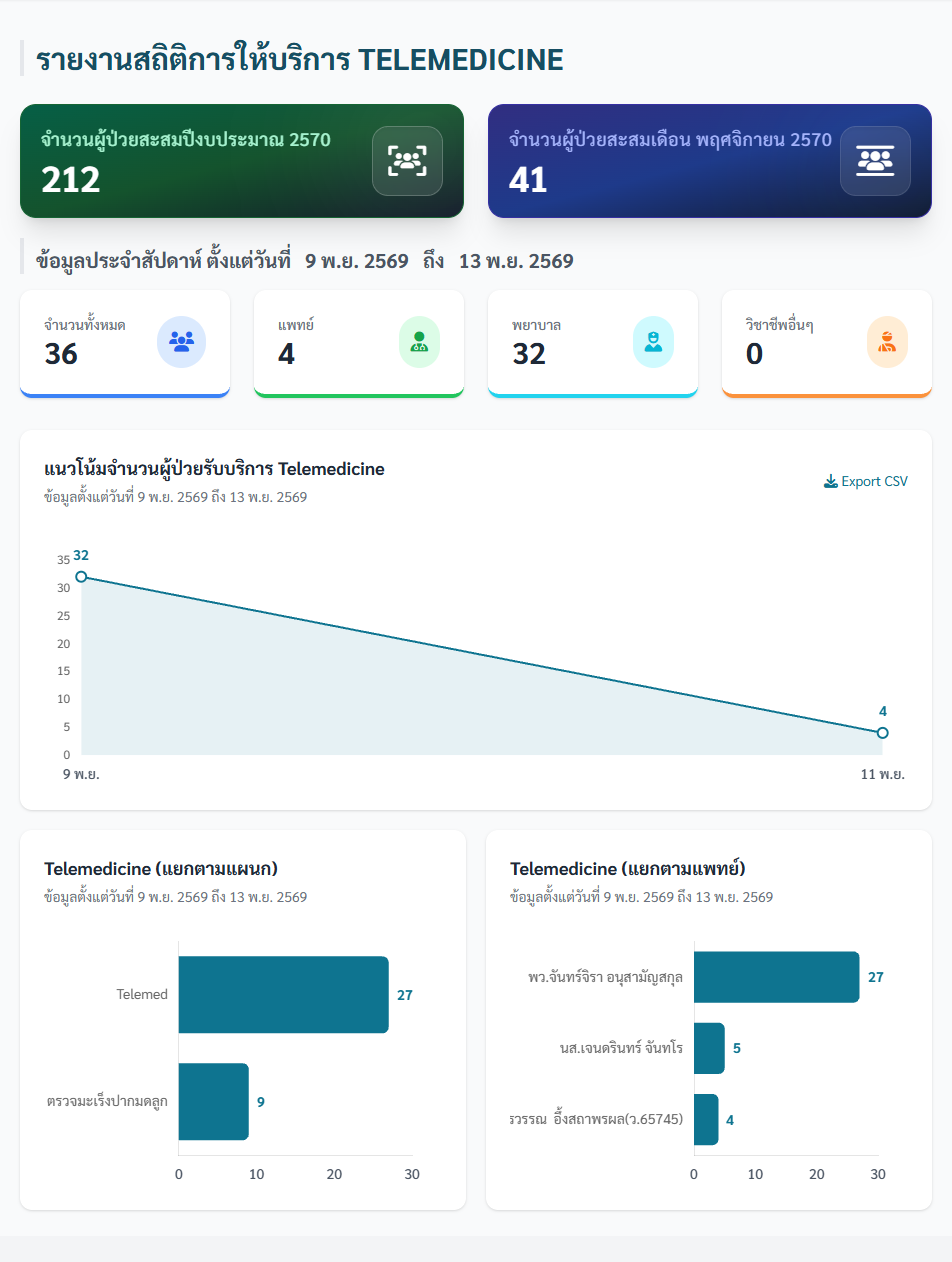 รายงานสถิติการให้บริการ TELEMEDICINE
จำนวนผู้ป่วยสะสมปีงบประมาณ 2570
212
จำนวนผู้ป่วยสะสมเดือน พฤศจิกายน 2570
41
ข้อมูลประจำสัปดาห์ ตั้งแต่วันที่ 9 พ.ย. 2569 ถึง 13 พ.ย. 2569
จำนวนทั้งหมด
36
แพทย์
4
พยาบาล
32
วิชาชีพอื่นๆ
0
แนวโน้มจำนวนผู้ป่วยรับบริการ Telemedicine
ข้อมูลตั้งแต่วันที่ 9 พ.ย. 2569 ถึง 13 พ.ย. 2569
Export CSV
35
32
30
25
20
15
10
5
0
4
9 พ.ย.
11 พ.ย.
Telemedicine (แยกตามแผนก)
ข้อมูลตั้งแต่วันที่ 9 พ.ย. 2569 ถึง 13 พ.ย. 2569
Telemed
27
ตรวจมะเร็งปากมดลูก
9
0 10 20 30
Telemedicine (แยกตามแพทย์)
ข้อมูลตั้งแต่วันที่ 9 พ.ย. 2569 ถึง 13 พ.ย. 2569
พว.จันทร์จิรา อนุสามัญสกุล
27
นส.เจนดรินทร์ จันทโร
5
รวรรณ อึ้งสถาพรผล(ว.65745)
4
0 10 20 30